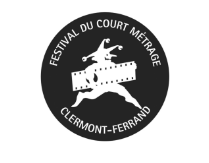 FESTIVAL DU COURT MÉTRAGE
CLERMONT-FERRAND